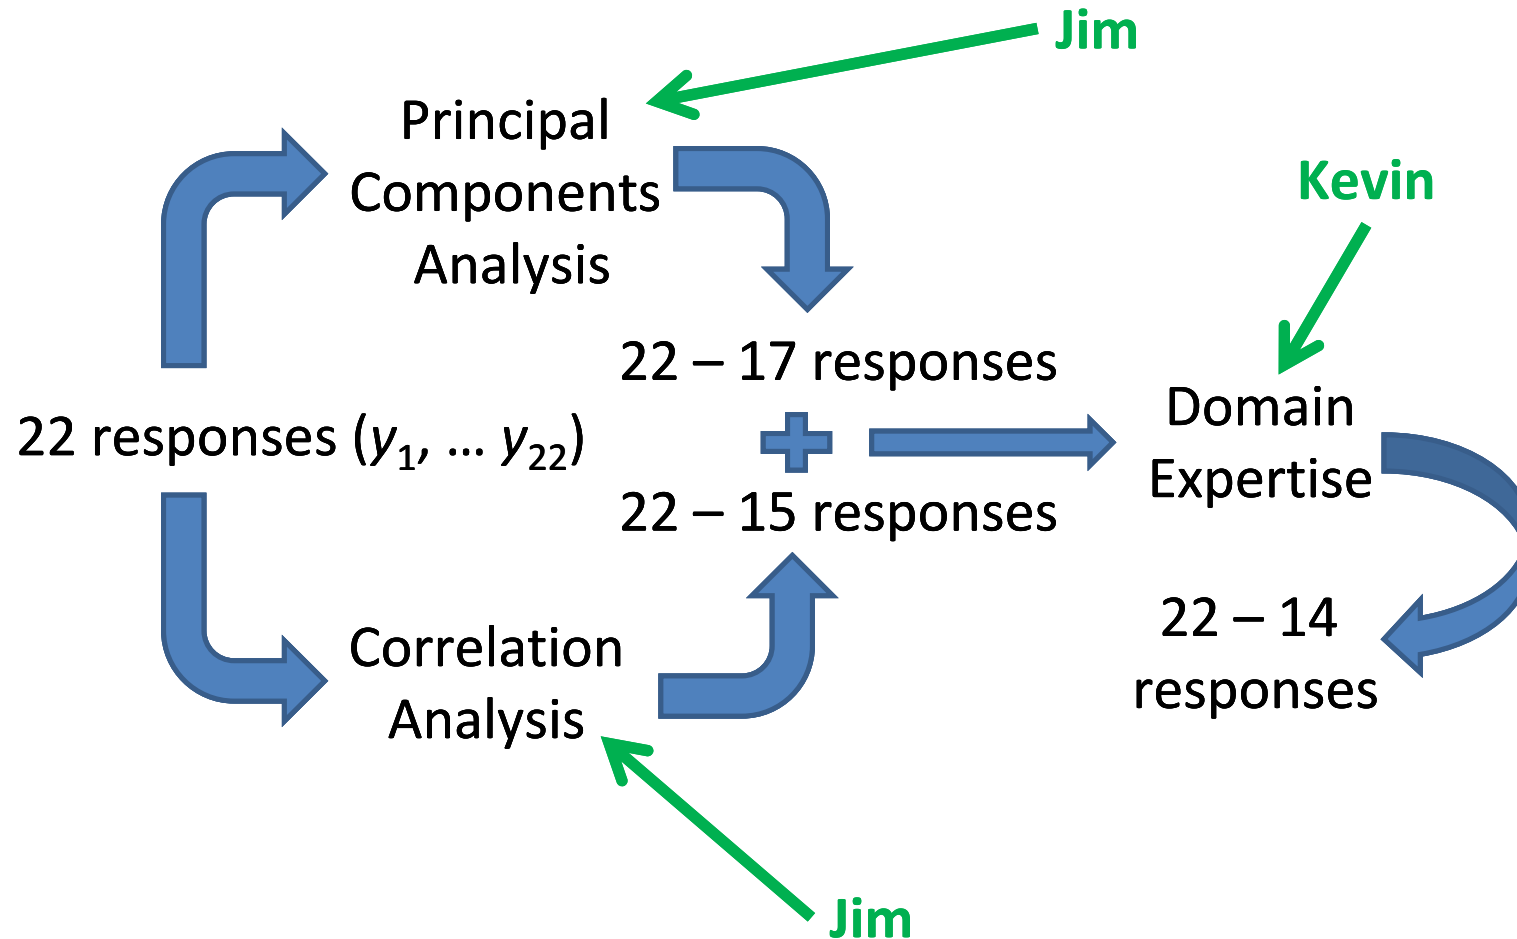 Jim
Principal
Components
Analysis
Kevin
22 – 17 responses
22 responses (y1, … y22)
22 – 15 responses
Domain
Expertise
22 – 14
responses
Correlation
Analysis
Jim